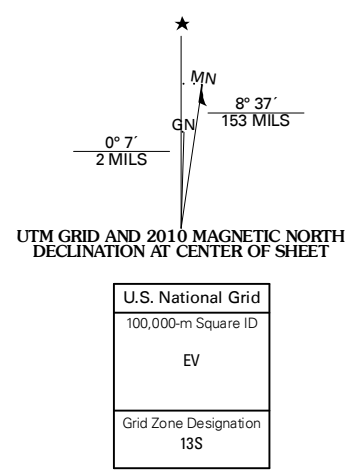 ★
MN
8° 37´
153 MILS
GN
0° 7´
2 MILS
UTM GRID AND 2010 MAGNETIC NORTH
DECLINATION AT CENTER OF SHEET
U.S. National Grid
100,000-m Square ID
EV
Grid Zone Designation
13S